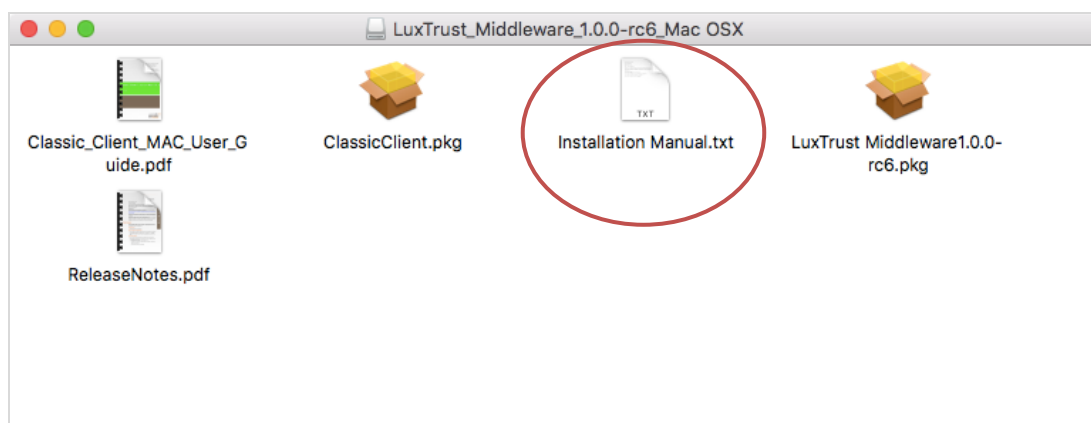 LuxTrust_Middleware_1.0.0-rc6_Mac OSX
TXT
Classic_Client_MAC_User_G
uide.pdf
ClassicClient.pkg
Installation Manual.txt
LuxTrust Middleware1.0.0-
rc6.pkg
ReleaseNotes.pdf